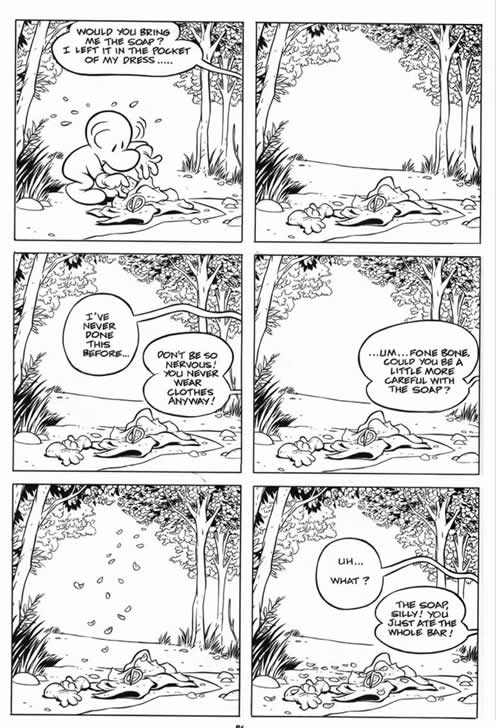 WOULD YOU BRING
ME THE SOAP?
I LEFT IT IN THE POCKET
OF MY DRESS.....
I'VE
NEVER
DONE
THIS
BEFORE...
DON'T BE SO
NERVOUS!
YOU NEVER
WEAR
CLOTHES
ANYWAY!
...UM...FONE BONE,
COULD YOU BE A
LITTLE MORE
CAREFUL WITH
THE SOAP?
UH...
WHAT?
THE SOAP,
SILLY! YOU
JUST ATE THE
WHOLE BAR!